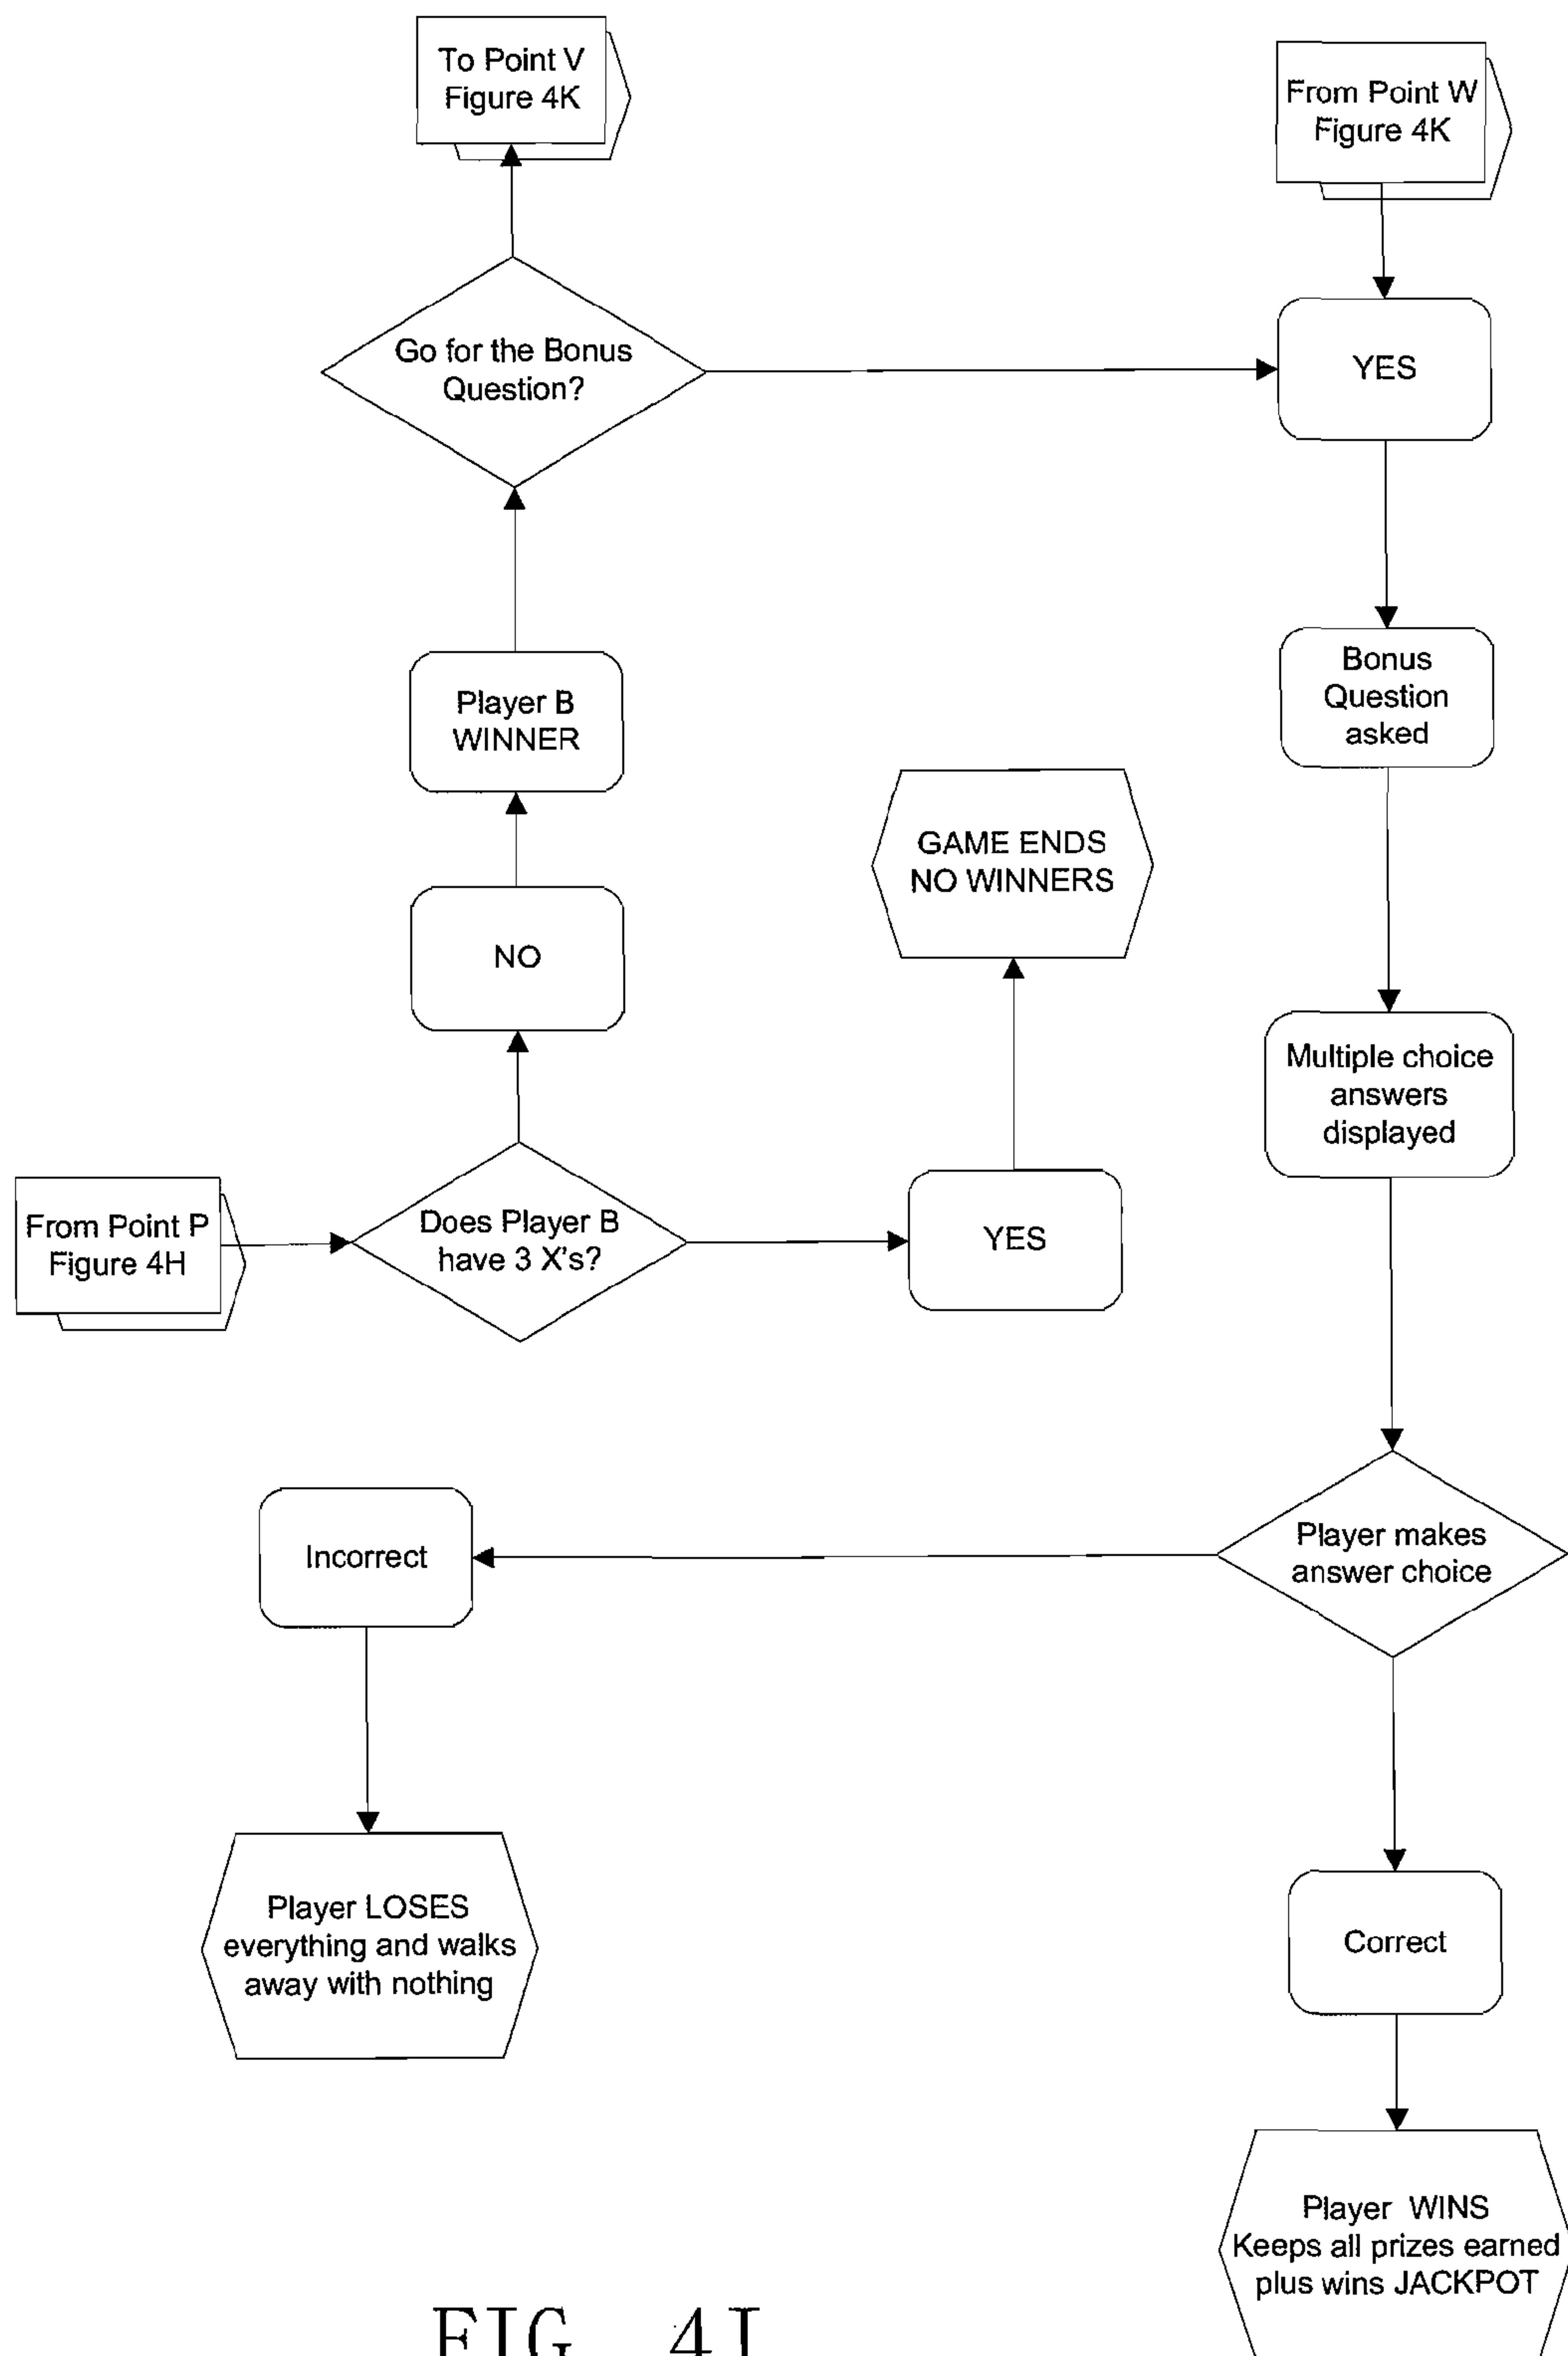 To Point V
Figure 4K
From Point W
Figure 4K
Go for the Bonus
Question?
YES
Player B
WINNER
Bonus
Question
asked
GAME ENDS
NO WINNERS
NO
Multiple choice
answers
displayed
From Point P
Figure 4H
Does Player B
have 3 X's?
YES
Incorrect
Player makes
answer choice
Player LOSES
everything and walks
away with nothing
Correct
Player WINS
Keeps all prizes earned
plus wins JACKPOT
FIG